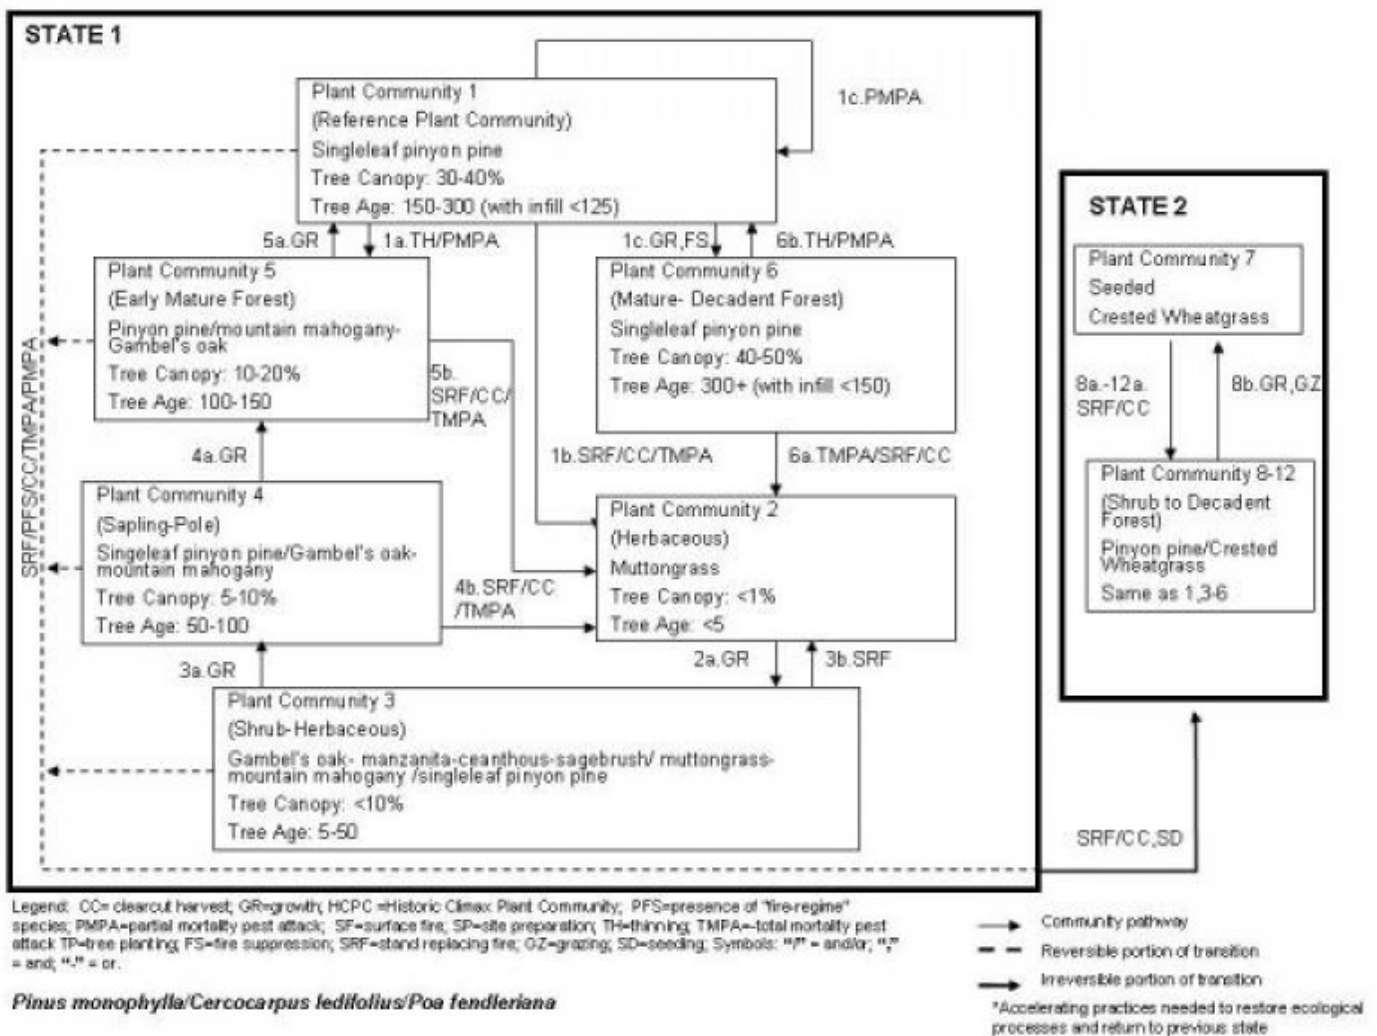 STATE 1
Plant Community 1
(Reference Plant Community)
Singleleaf pinyon pine
Tree Canopy: 30-40%
Tree Age: 150-300 (with infill <125)
1c.PMPA
5a.GR
1a.TH/PMPA
1c.GR,FS
6b.TH/PMPA
Plant Community 5
(Early Mature Forest)
Pinyon pine/mountain mahogany-
Gambel's oak
Tree Canopy: 10-20%
Tree Age: 100-150
Plant Community 6
(Mature- Decadent Forest)
Singleleaf pinyon pine
Tree Canopy: 40-50%
Tree Age: 300+ (with infill <150)
5b.
SRF/CC/
TMPA
SRF/PFS/CC/TMPA/PMPA
4a.GR
1b.SRF/CC/TMPA
6a.TMPA/SRF/CC
Plant Community 4
(Sapling-Pole)
Singeleaf pinyon pine/Gambel's oak-
mountain mahogany
Tree Canopy: 5-10%
Tree Age: 50-100
4b.SRF/CC
/TMPA
Plant Community 2
(Herbaceous)
Muttongrass
Tree Canopy: <1%
Tree Age: <5
3a.GR
2a.GR
3b.SRF
Plant Community 3
(Shrub-Herbaceous)
Gambel's oak- manzanita-ceanthous-sagebrush/ muttongrass-
mountain mahogany /singleleaf pinyon pine
Tree Canopy: <10%
Tree Age: 5-50
STATE 2
Plant Community 7
Seeded
Crested Wheatgrass
8a.-12a.
SRF/CC
8b.GR,GZ
Plant Community 8-12
(Shrub to Decadent
Forest)
Pinyon pine/Crested
Wheatgrass
Same as 1,3-6
SRF/CC,SD
Legend: CC= clearcut harvest; GR=growth; HCPC =Historic Climax Plant Community; PFS=presence of "fire-regime"
species; PMPA=partial mortality pest attack; SF=surface fire; SP=site preparation; TH=thinning; TMPA=-total mortality pest
attack TP=tree planting; FS=fire suppression; SRF=stand replacing fire; GZ=grazing; SD=seeding; Symbols: "/" = and/or; ","
= and; "-" = or.
Pinus monophylla/Cercocarpus ledifolius/Poa fendleriana
Community pathway
Reversible portion of transition
Irreversible portion of transition
*Accelerating practices needed to restore ecological
processes and return to previous state